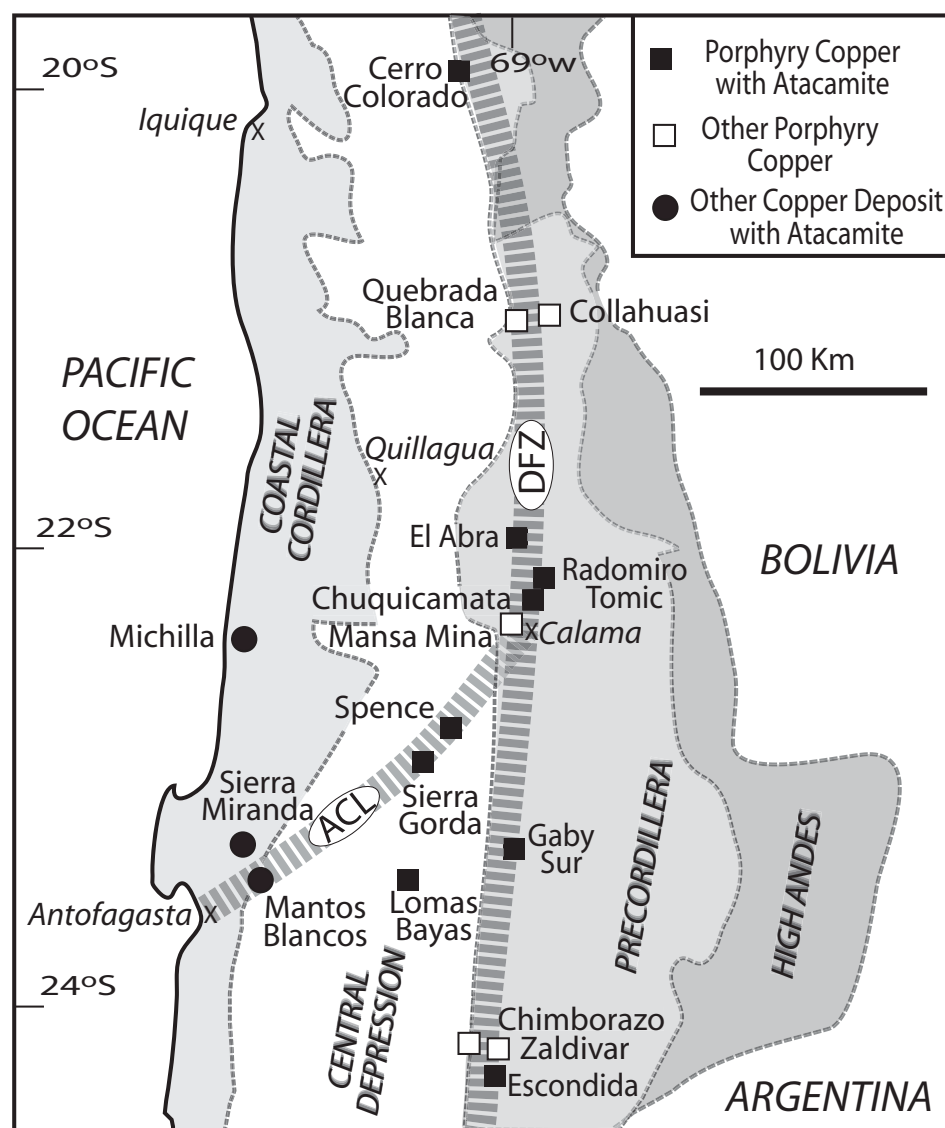 20ºS
69ºw
Cerro
Colorado
Porphyry Copper
with Atacamite
Other Porphyry
Copper
Other Copper Deposit
with Atacamite
Iquique x
Quebrada
Blanca
Collahuasi
100 Km
PACIFIC
OCEAN
COASTAL
CORDILLERA
Quillagua
x
DFZ
22ºS
El Abra
BOLIVIA
Radomiro
Tomic
Chuquicamata
Michilla
Mansa Mina
xCalama
Spence
Sierra
Miranda
ACL
Sierra
Gorda
Gaby
Sur
PRECORDILLERA
HIGH ANDES
Antofagasta x
Mantos
Blancos
Lomas
Bayas
24ºS
CENTRAL
DEPRESSION
Chimborazo
Zaldivar
Escondida
ARGENTINA